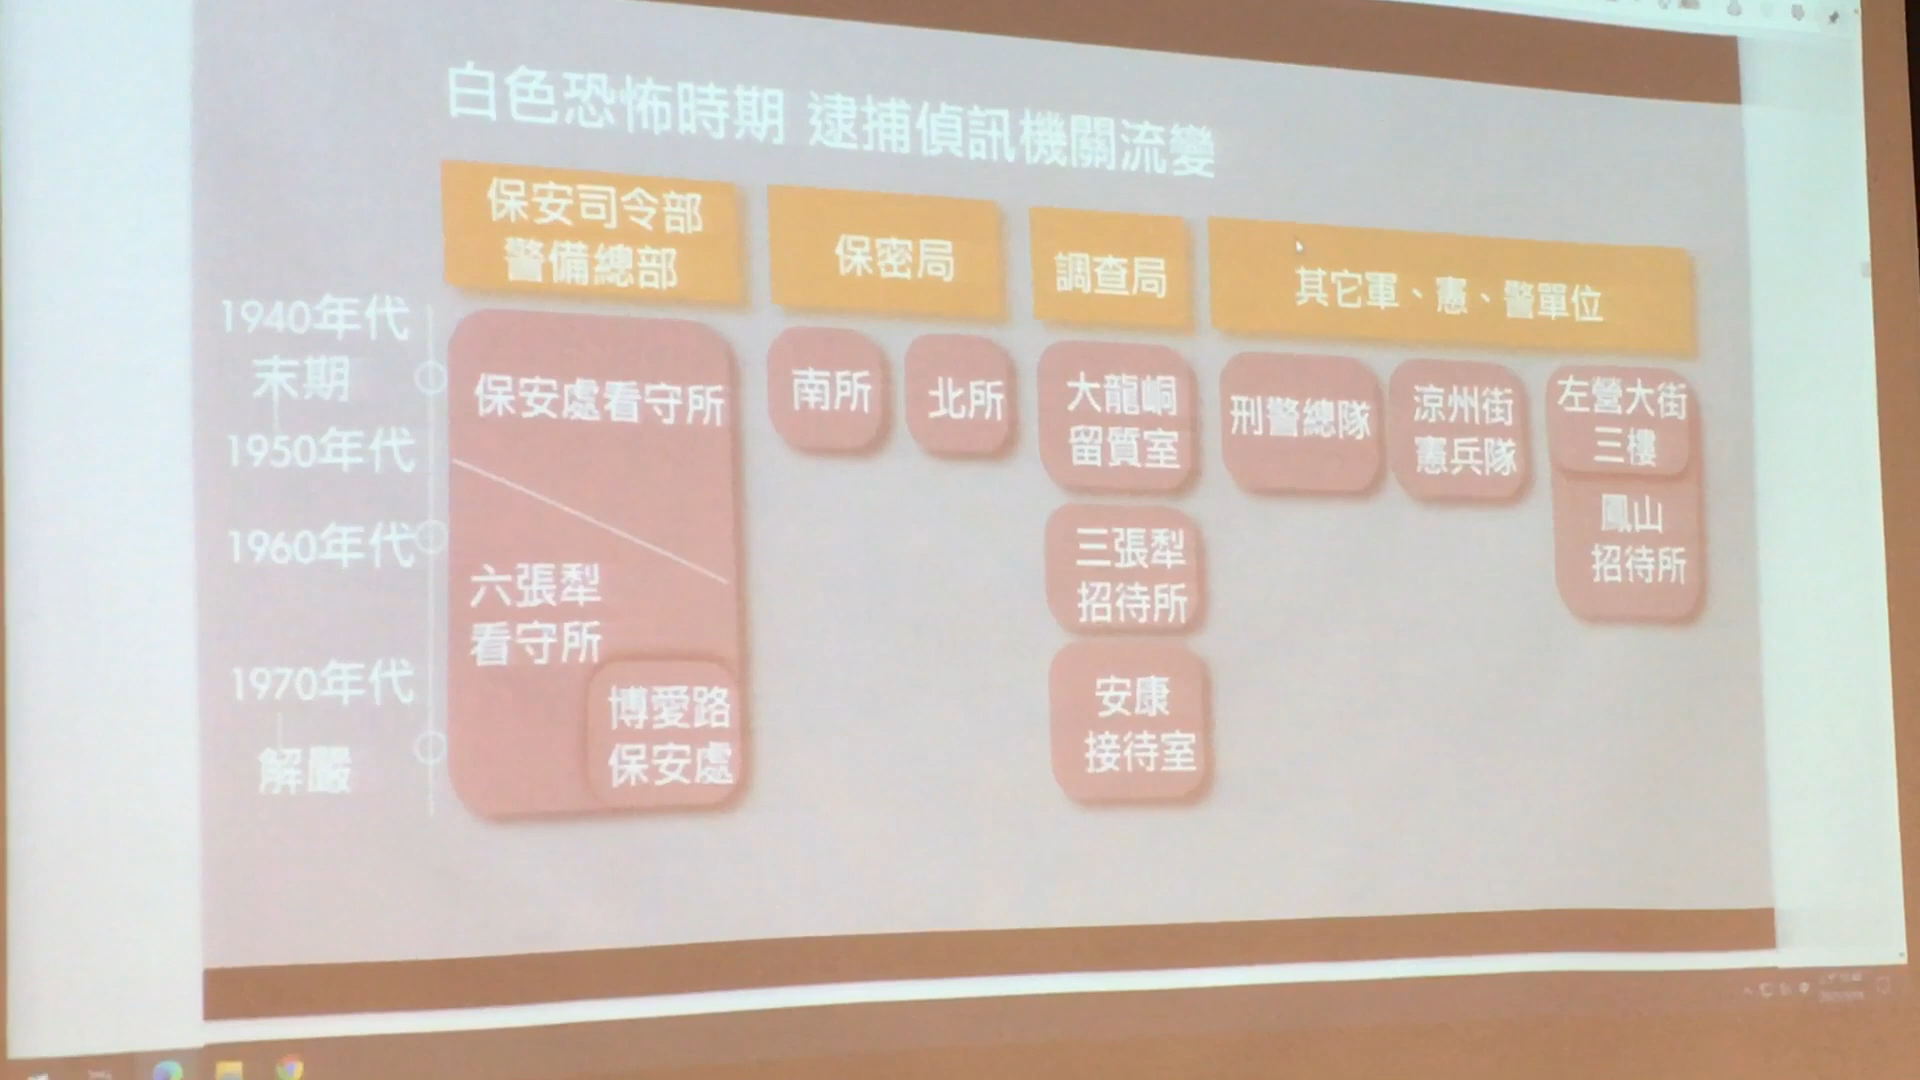 白色恐怖時期 逮捕偵訊機關流變
保安司令部
警備總部
保密局
調查局
其它軍、憲、警單位
1940年代
末期
1950年代
1960年代
1970年代
解嚴
保安處看守所
六張犁
看守所
博愛路
保安處
南所
北所
大龍峒
留質室
三張犁
招待所
安康
接待室
刑警總隊
涼州街
憲兵隊
左營大街
三樓
鳳山
招待所